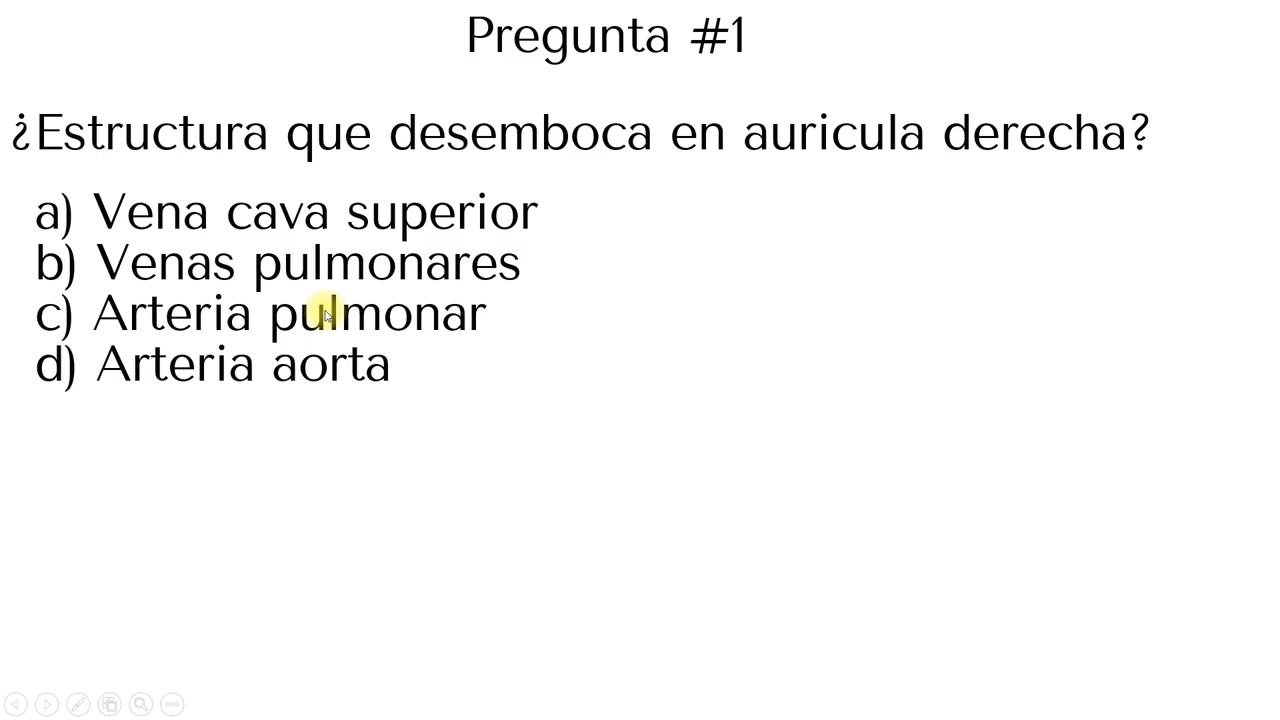 Pregunta #1
¿Estructura que desemboca en auricula derecha?
a) Vena cava superior
b) Venas pulmonares
c) Arteria pulmonar
d) Arteria aorta